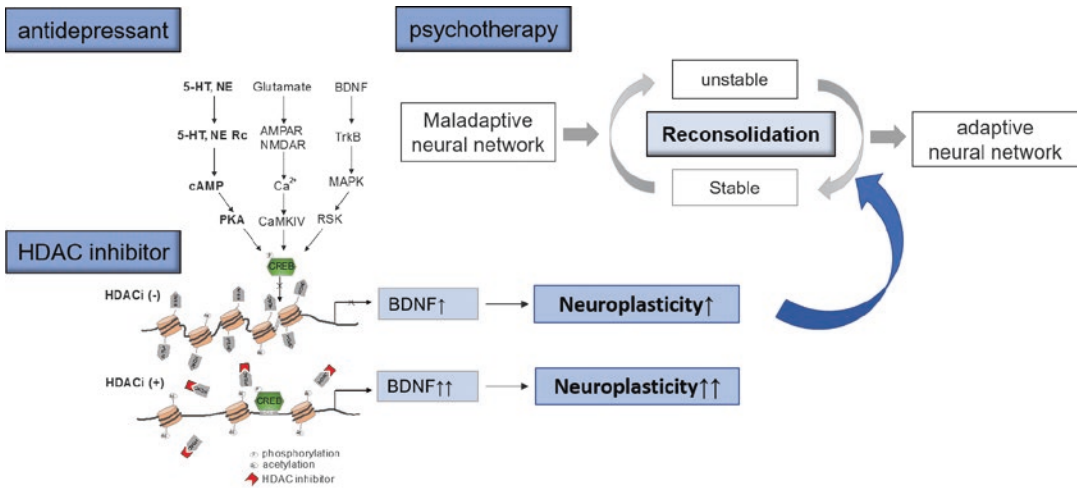 antidepressant
psychotherapy
5-HT, NE
Glutamate
BDNF
5-HT, NE Rc
AMPAR
NMDAR
TrkB
cAMP
Ca2+
MAPK
PKA
CaMKIV
RSK
CREB
unstable
Maladaptive
neural network
Reconsolidation
adaptive
neural network
Stable
HDAC inhibitor
HDACi (-)
BDNF↑
Neuroplasticity↑
HDACi (+)
CREB
BDNF↑↑
Neuroplasticity↑↑
phosphorylation
acetylation
HDAC inhibitor